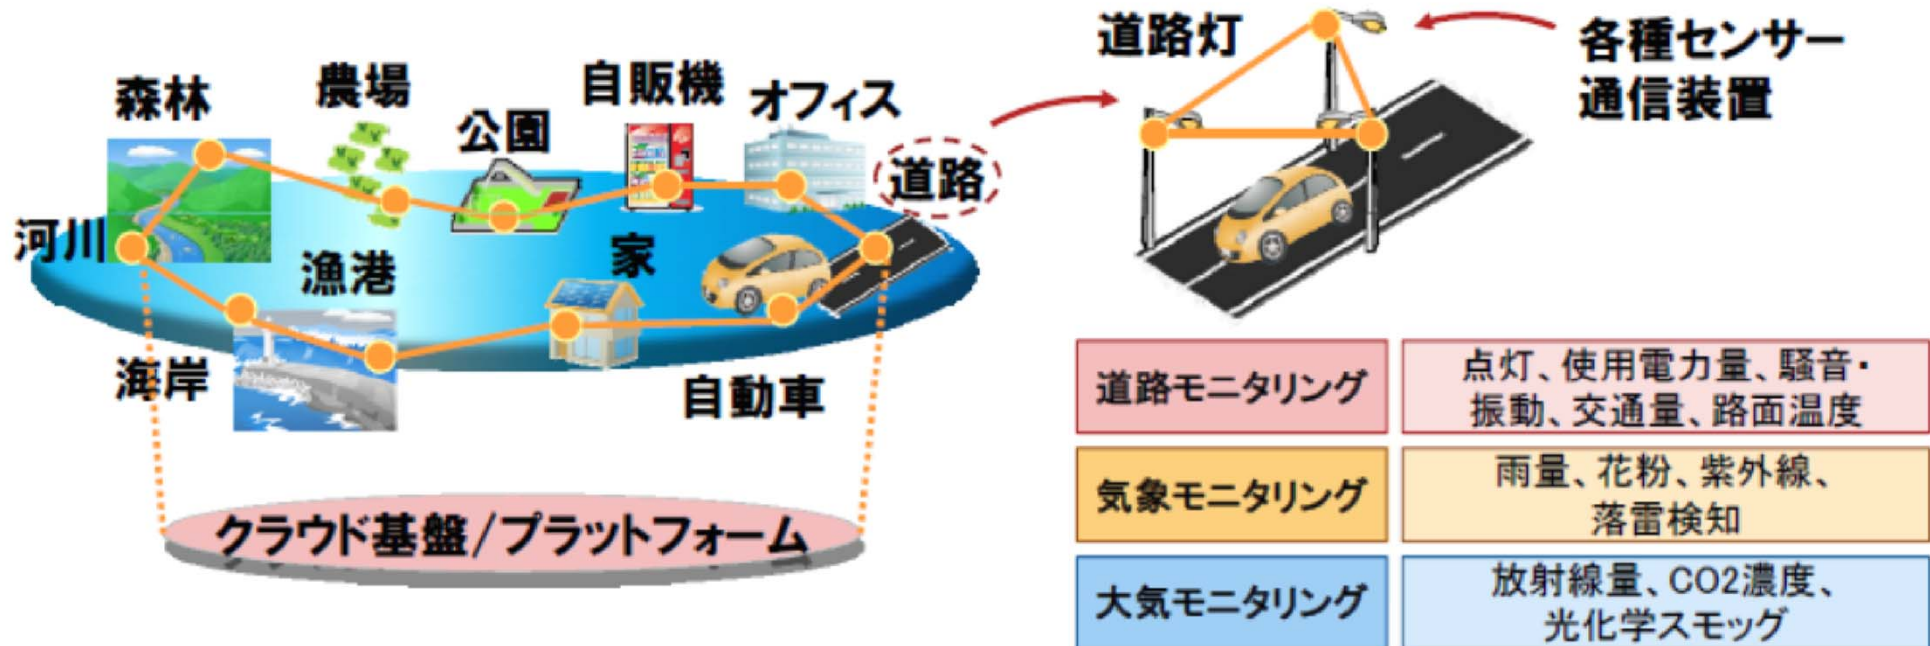 森林
農場
公園
自販機
オフィス
道路
河川
漁港
家
海岸
自動車
クラウド基盤/プラットフォーム
道路灯
各種センサー
通信装置
道路モニタリング
点灯、使用電力量、騒音・
振動、交通量、路面温度
気象モニタリング
雨量、花粉、紫外線、
落雷検知
大気モニタリング
放射線量、CO2濃度、
光化学スモッグ